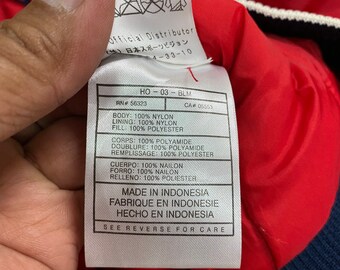 Official Distributor
HO - 03 - BLM
RN# 56323
CA#
BODY: 100% NYLON
LINING: 100% NYLON
FILL: 100% POLYESTER
CORPS: 100% POLYAMIDE
DOUBLURE: 100% POLYAMIDE
REMPLISSAGE: 100% POLYESTER
CUERPO: 100% NAILON
FORRO: 100% NAILON
RELLENO: 100% POLIESTER
MADE IN INDONESIA
FABRIQUE EN INDONESIE
HECHO EN INDONESIA
SEE REVERSE FOR CARE